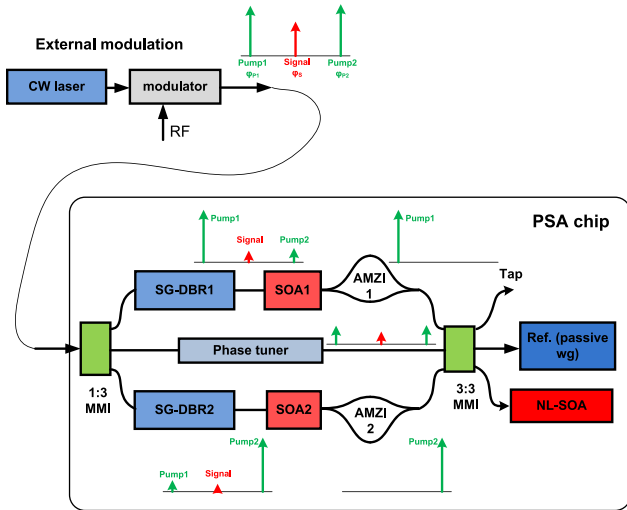 External modulation
Pump1
φP1
Signal
φS
Pump2
φP2
CW laser
modulator
RF
PSA chip
Pump1
Signal
Pump2
Pump1
SG-DBR1
SOA1
AMZI
1
Tap
Phase tuner
Ref. (passive
wg)
1:3
MMI
3:3
MMI
SG-DBR2
SOA2
AMZI
2
NL-SOA
Pump1
Signal
Pump2
Pump2